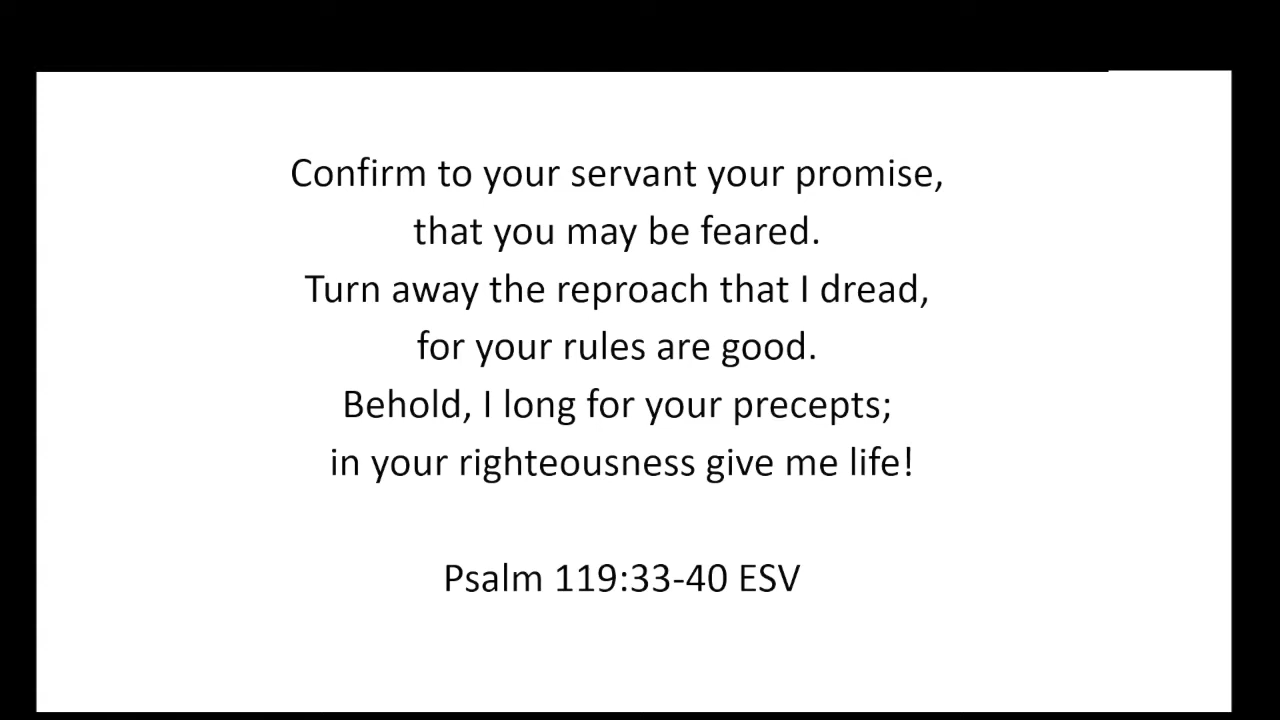 Confirm to your servant your promise,
that you may be feared.
Turn away the reproach that I dread,
for your rules are good.
Behold, I long for your precepts;
in your righteousness give me life!
Psalm 119:33-40 ESV